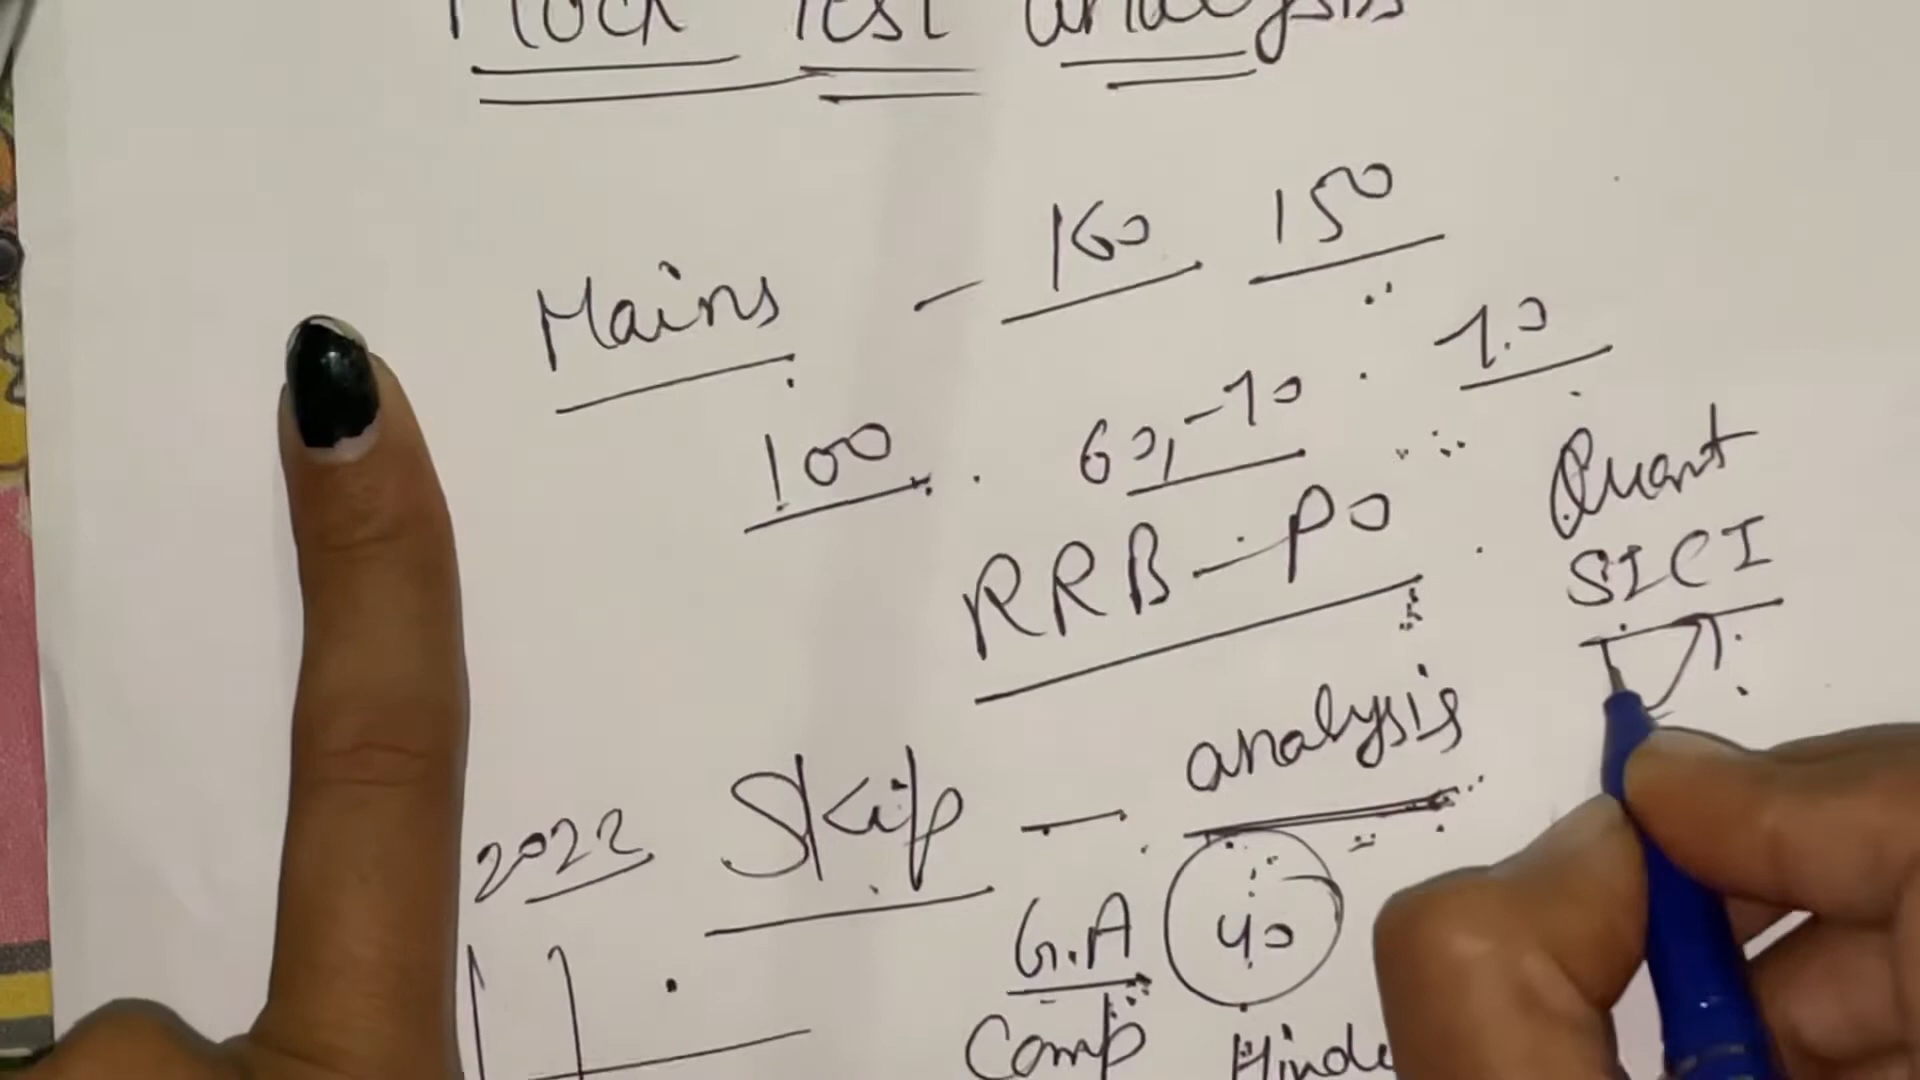 Mock Test analysis
Mains - 160 150
70
100 60,-70
Quant
RRB-PO
SICI
analysis
2022 Skip -
G.A 40
Comp